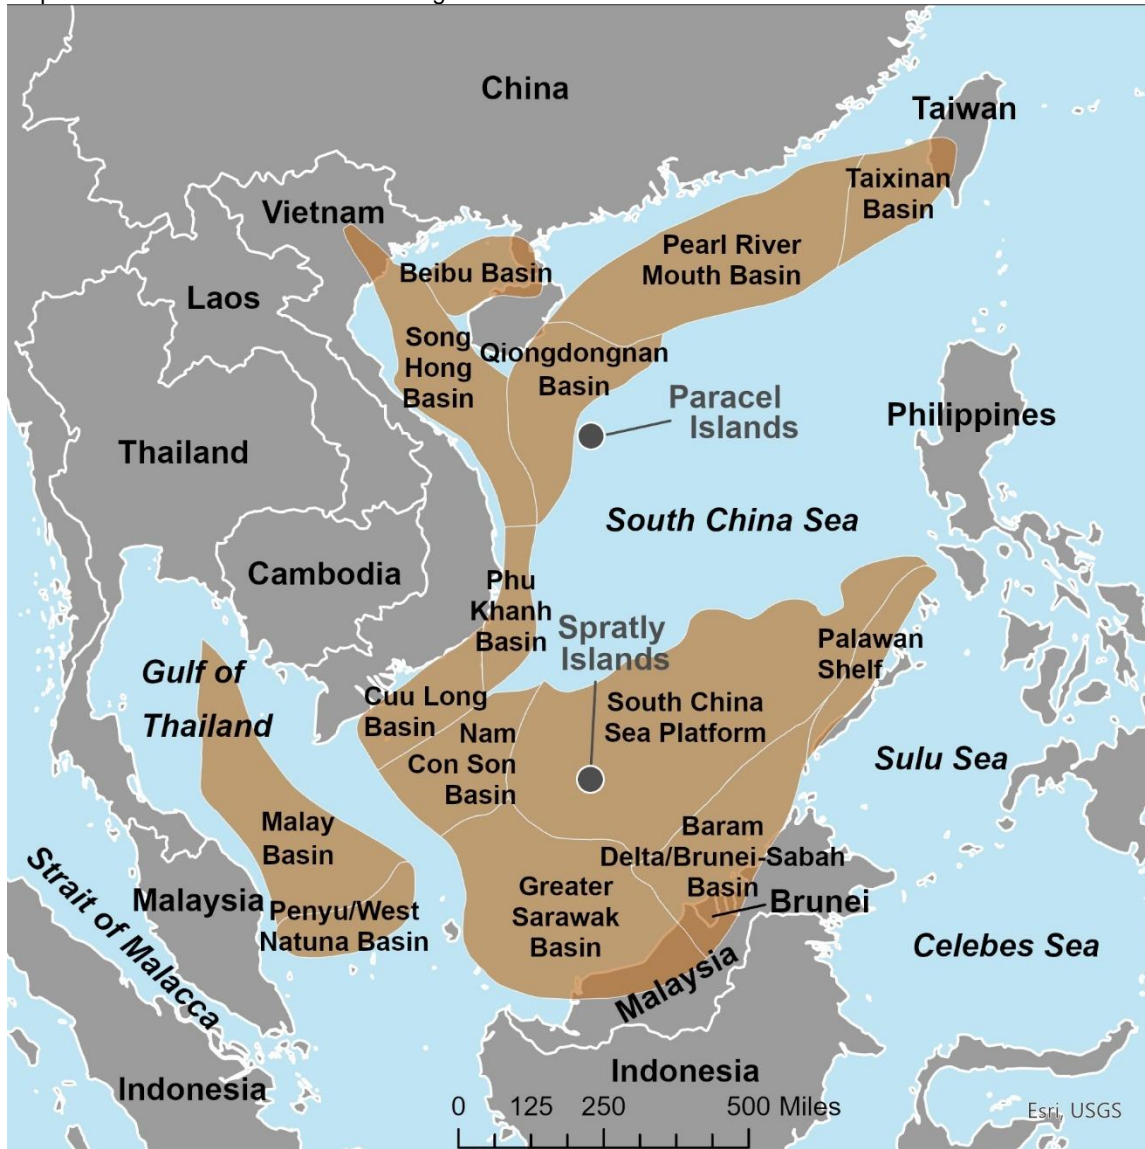 China
Taiwan
Taixinan
Basin
Vietnam
Pearl River
Mouth Basin
Beibu Basin
Laos
Song
Hong
Basin
Qiongdongnan
Basin
Paracel
Islands
Philippines
Thailand
South China Sea
Cambodia
Phu
Khanh
Basin
Spratly
Islands
Palawan
Shelf
Gulf of
Thailand
Cuu Long
Basin
South China
Sea Platform
Nam
Con Son
Basin
Sulu Sea
Malay
Basin
Baram
Delta/Brunei-Sabah
Basin
Strait of Malacca
Malaysia
Penyu/West
Natuna Basin
Greater
Sarawak
Basin
Brunei
Celebes Sea
Malaysia
Indonesia
Indonesia
0 125 250 500 Miles
Esri, USGS